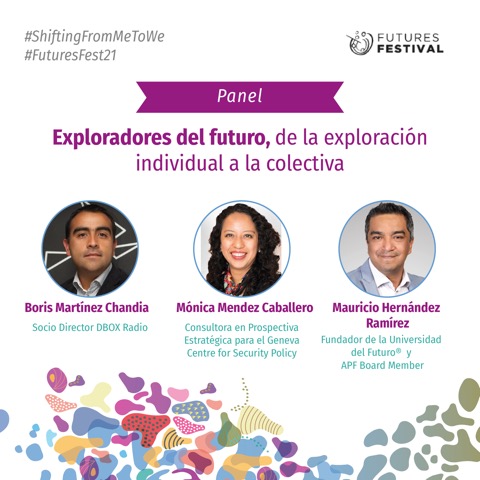 #ShiftingFromMeToWe
#FuturesFest21
FUTURES
FESTIVAL
Panel
Exploradores del futuro, de la exploración
individual a la colectiva
Boris Martínez Chandia
Socio Director DBOX Radio
Mónica Mendez Caballero
Consultora en Prospectiva
Estratégica para el Geneva
Centre for Security Policy
Mauricio Hernández
Ramírez
Fundador de la Universidad
del Futuro® y
APF Board Member